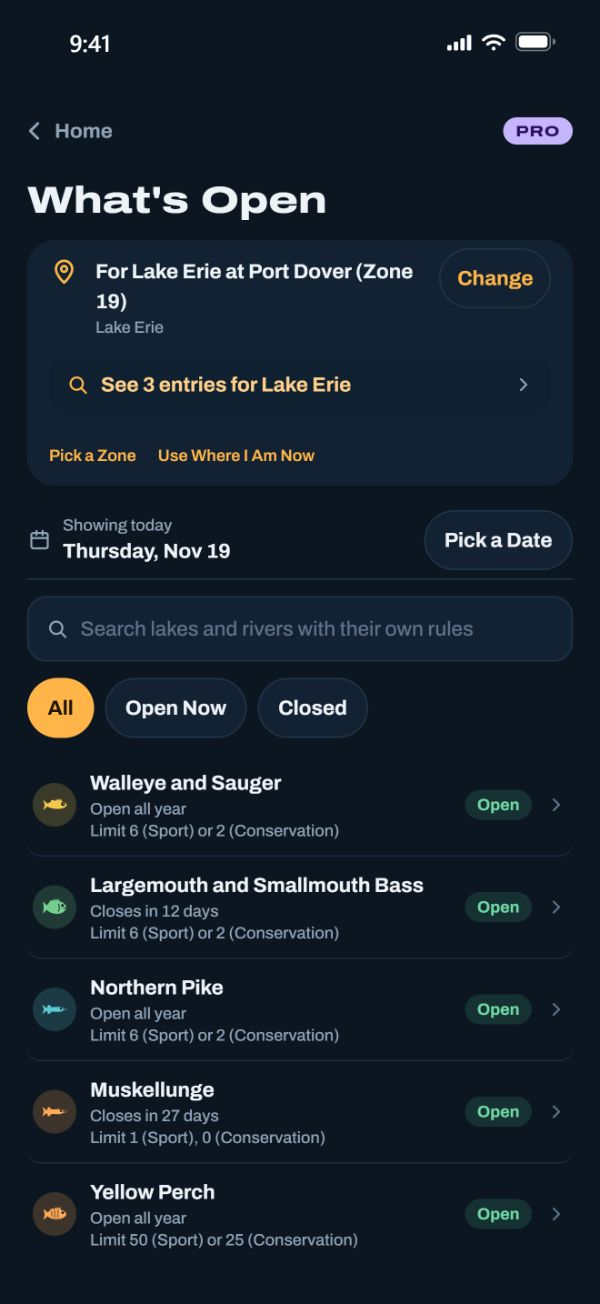 9:41
Home
PRO
What's Open
For Lake Erie at Port Dover (Zone
19)
Lake Erie
Change
See 3 entries for Lake Erie
Pick a Zone
Use Where I Am Now
Showing today
Thursday, Nov 19
Pick a Date
Search lakes and rivers with their own rules
All
Open Now
Closed
Walleye and Sauger
Open all year
Limit 6 (Sport) or 2 (Conservation)
Open
Largemouth and Smallmouth Bass
Closes in 12 days
Limit 6 (Sport) or 2 (Conservation)
Open
Northern Pike
Open all year
Limit 6 (Sport) or 2 (Conservation)
Open
Muskellunge
Closes in 27 days
Limit 1 (Sport), 0 (Conservation)
Open
Yellow Perch
Open all year
Limit 50 (Sport) or 25 (Conservation)
Open